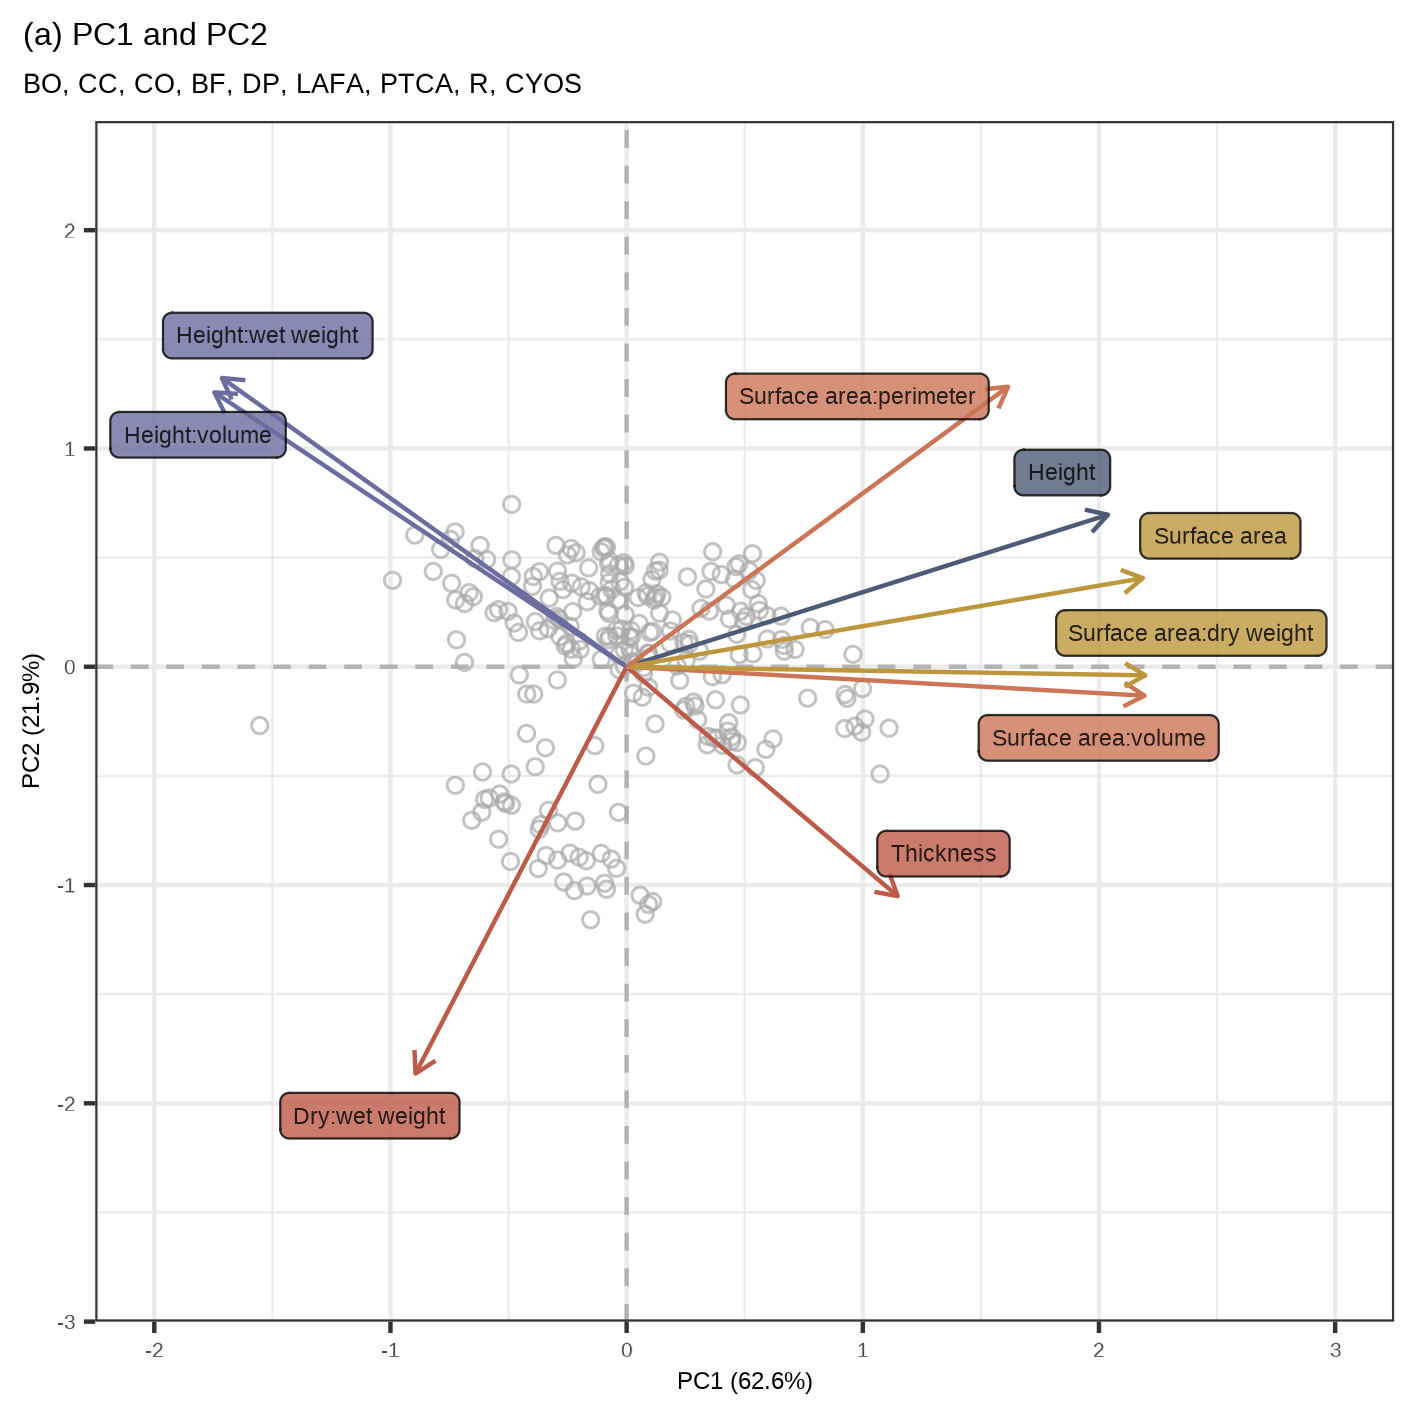 (a) PC1 and PC2
BO, CC, CO, BF, DP, LAFA, PTCA, R, CYOS
2
Height:wet weight
Surface area:perimeter
Height:volume
1
Height
Surface area
Surface area:dry weight
0
Surface area:volume
PC2 (21.9%)
Thickness
-1
-2
Dry:wet weight
-3
-2 -1 0 1 2 3
PC1 (62.6%)